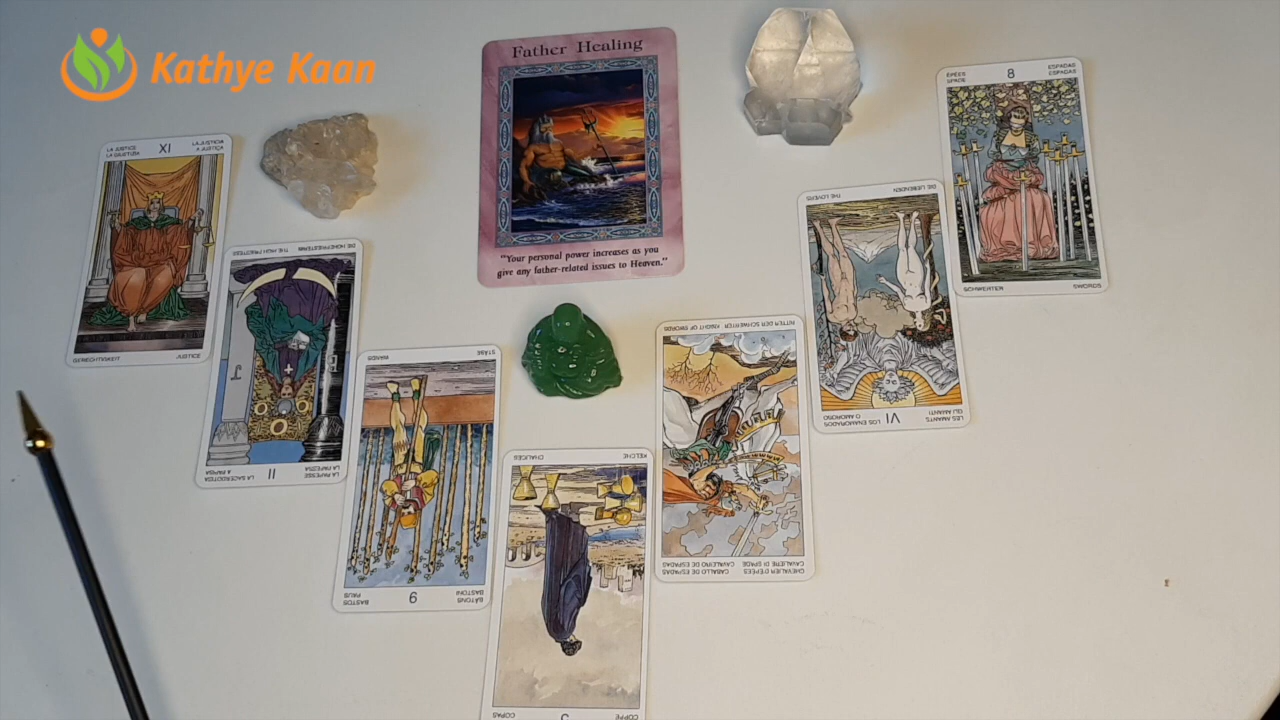 Kathye Kaan
Father Healing
"Your personal power increases as you
give any father-related issues to Heaven."
LA JUSTICE XI LA JUSTICIA
LA GIUSTIZIA A JUSTIÇA
GERECHTIGKEIT JUSTICE
DIE HOHEPRIESTERIN THE HIGH PRIESTESS
LA PAPESSE II LA SACERDOTISA
LA PAPESSA A PAPISA
STÄBE WANDS
BÂTONS 9 BASTOS
BASTONI PAUS
KELCHE CHALICES
COPPE 5 COPAS
RITTER DER SCHWERTER KNIGHT OF SWORDS
CHEVALIER D'ÉPÉES CABALLO DE ESPADAS
CAVALIERE DI SPADE CAVALEIRO DE ESPADAS
DIE LIEBENDEN THE LOVERS
LES AMANTS VI LOS ENAMORADOS
GLI AMANTI O AMOROSO
ÉPÉES 8 ESPADAS
SPADE ESPADAS
SCHWERTER SWORDS